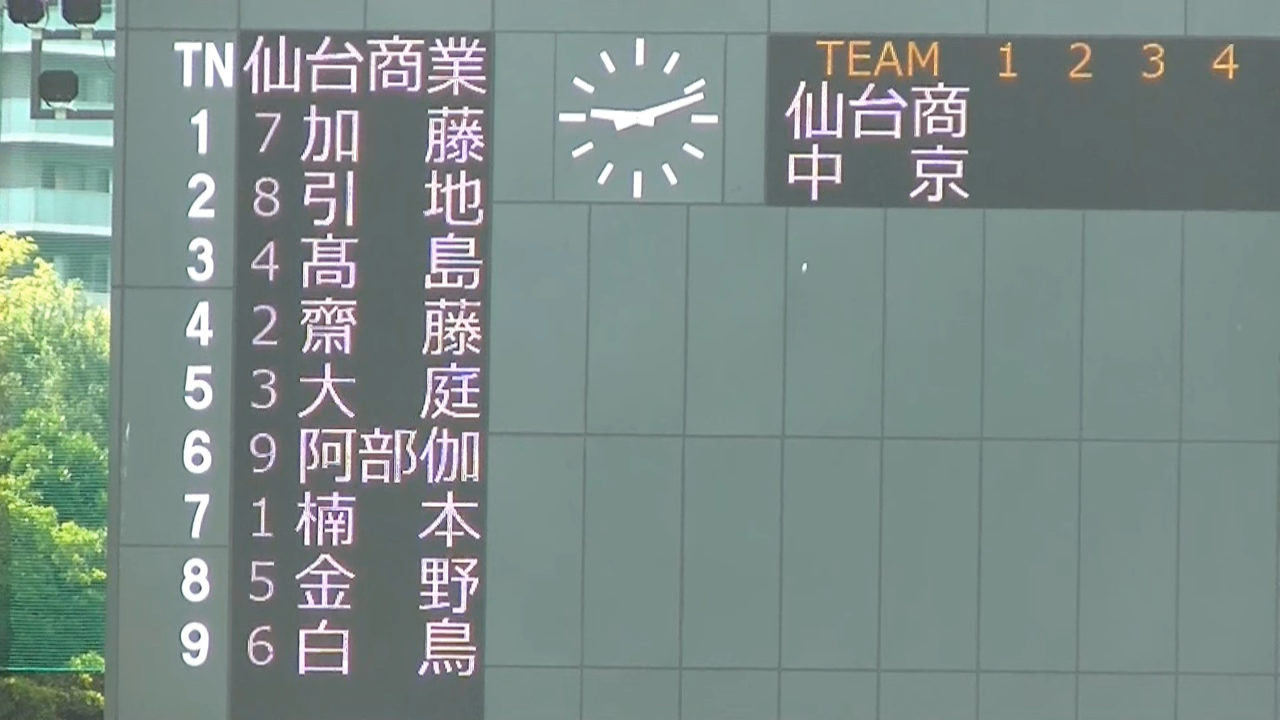 TN 仙台商業
1 7 加藤
2 8 引地
3 4 髙島
4 2 齋藤
5 3 大庭
6 9 阿部伽
7 1 楠本
8 5 金野
9 6 白鳥
TEAM 1 2 3 4
仙台商
中京